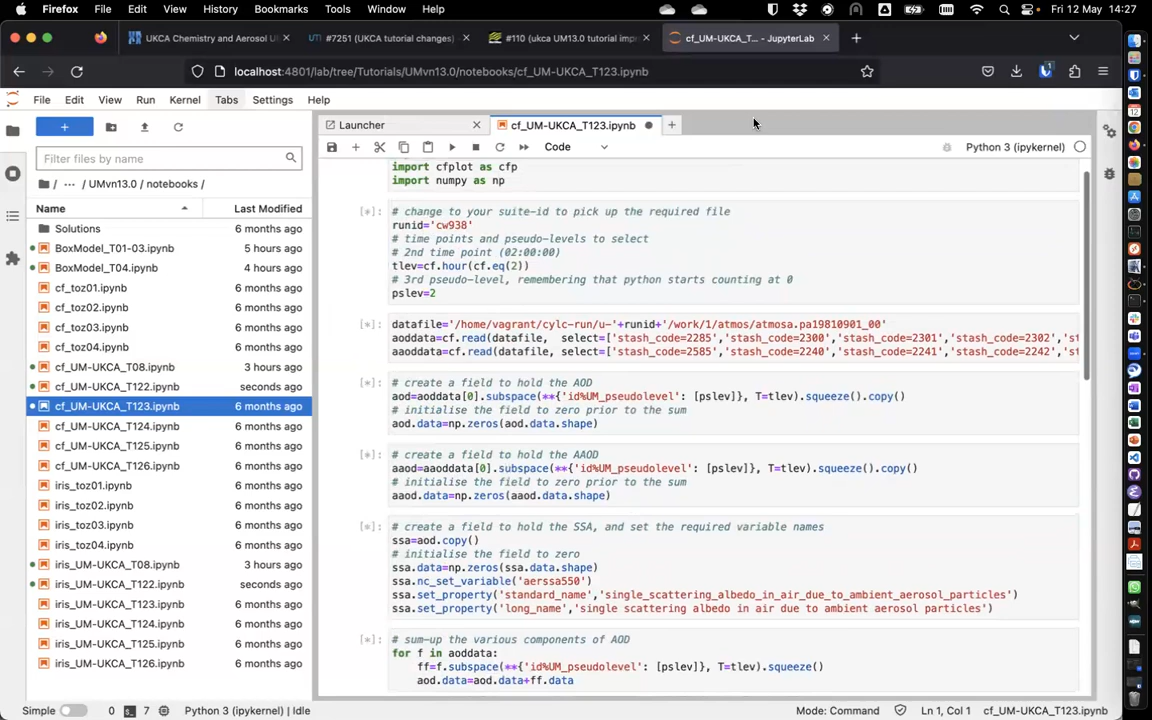 Firefox File Edit View History Bookmarks Tools Window Help Fri 12 May 14:27
UKCA Chemistry and Aerosol U
#7251 (UKCA tutorial changes)
#110 (ukca UM13.0 tutorial imp
cf_UM-UKCA_T... - JupyterLab
localhost:4801/lab/tree/Tutorials/UMvn13.0/notebooks/cf_UM-UKCA_T123.ipynb
File Edit View Run Kernel Tabs Settings Help
Launcher
cf_UM-UKCA_T123.ipynb
Code
Python 3 (ipykernel)
Filter files by name
/ ··· / UMvn13.0 / notebooks /
Name Last Modified
Solutions 6 months ago
BoxModel_T01-03.ipynb 5 hours ago
BoxModel_T04.ipynb 4 hours ago
cf_toz01.ipynb 6 months ago
cf_toz02.ipynb 6 months ago
cf_toz03.ipynb 6 months ago
cf_toz04.ipynb 6 months ago
cf_UM-UKCA_T08.ipynb 3 hours ago
cf_UM-UKCA_T122.ipynb seconds ago
cf_UM-UKCA_T123.ipynb 6 months ago
cf_UM-UKCA_T124.ipynb 6 months ago
cf_UM-UKCA_T125.ipynb 6 months ago
cf_UM-UKCA_T126.ipynb 6 months ago
iris_toz01.ipynb 6 months ago
iris_toz02.ipynb 6 months ago
iris_toz03.ipynb 6 months ago
iris_toz04.ipynb 6 months ago
iris_UM-UKCA_T08.ipynb 3 hours ago
iris_UM-UKCA_T122.ipynb seconds ago
iris_UM-UKCA_T123.ipynb 6 months ago
iris_UM-UKCA_T124.ipynb 6 months ago
iris_UM-UKCA_T125.ipynb 6 months ago
iris_UM-UKCA_T126.ipynb 6 months ago
import cfplot as cfp
import numpy as np
[*]: # change to your suite-id to pick up the required file
runid='cw938'
# time points and pseudo-levels to select
# 2nd time point (02:00:00)
tlev=cf.hour(cf.eq(2))
# 3rd pseudo-level, remembering that python starts counting at 0
pslev=2
[*]: datafile='/home/vagrant/cylc-run/u-'+runid+'/work/1/atmos/atmosa.pa19810901_00'
aoddata=cf.read(datafile, select=['stash_code=2285','stash_code=2300','stash_code=2301','stash_code=2302','st
aaoddata=cf.read(datafile, select=['stash_code=2585','stash_code=2240','stash_code=2241','stash_code=2242','st
[*]: # create a field to hold the AOD
aod=aoddata[0].subspace(**{'id%UM_pseudolevel': [pslev]}, T=tlev).squeeze().copy()
# initialise the field to zero prior to the sum
aod.data=np.zeros(aod.data.shape)
[*]: # create a field to hold the AAOD
aaod=aaoddata[0].subspace(**{'id%UM_pseudolevel': [pslev]}, T=tlev).squeeze().copy()
# initialise the field to zero prior to the sum
aaod.data=np.zeros(aaod.data.shape)
[*]: # create a field to hold the SSA, and set the required variable names
ssa=aod.copy()
# initialise the field to zero
ssa.data=np.zeros(ssa.data.shape)
ssa.nc_set_variable('aerssa550')
ssa.set_property('standard_name','single_scattering_albedo_in_air_due_to_ambient_aerosol_particles')
ssa.set_property('long_name','single scattering albedo in air due to ambient aerosol particles')
[*]: # sum-up the various components of AOD
for f in aoddata:
ff=f.subspace(**{'id%UM_pseudolevel': [pslev]}, T=tlev).squeeze()
aod.data=aod.data+ff.data
Simple 0 7 Python 3 (ipykernel) | Idle Mode: Command Ln 1, Col 1 cf_UM-UKCA_T123.ipynb